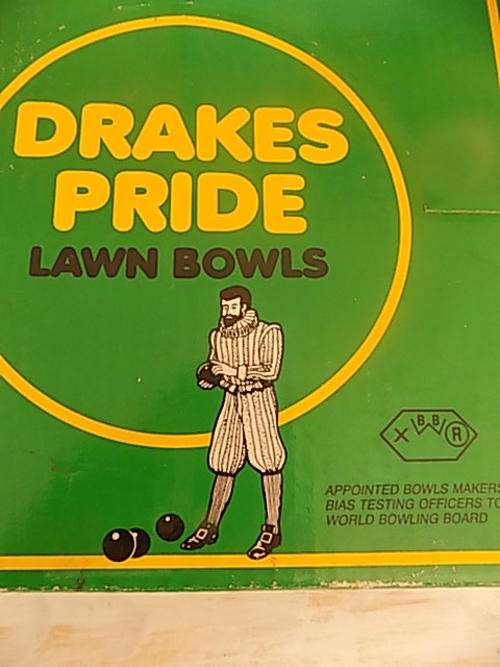 DRAKES
PRIDE
LAWN BOWLS
X B W B R
APPOINTED BOWLS MAKERS
BIAS TESTING OFFICERS TO
WORLD BOWLING BOARD